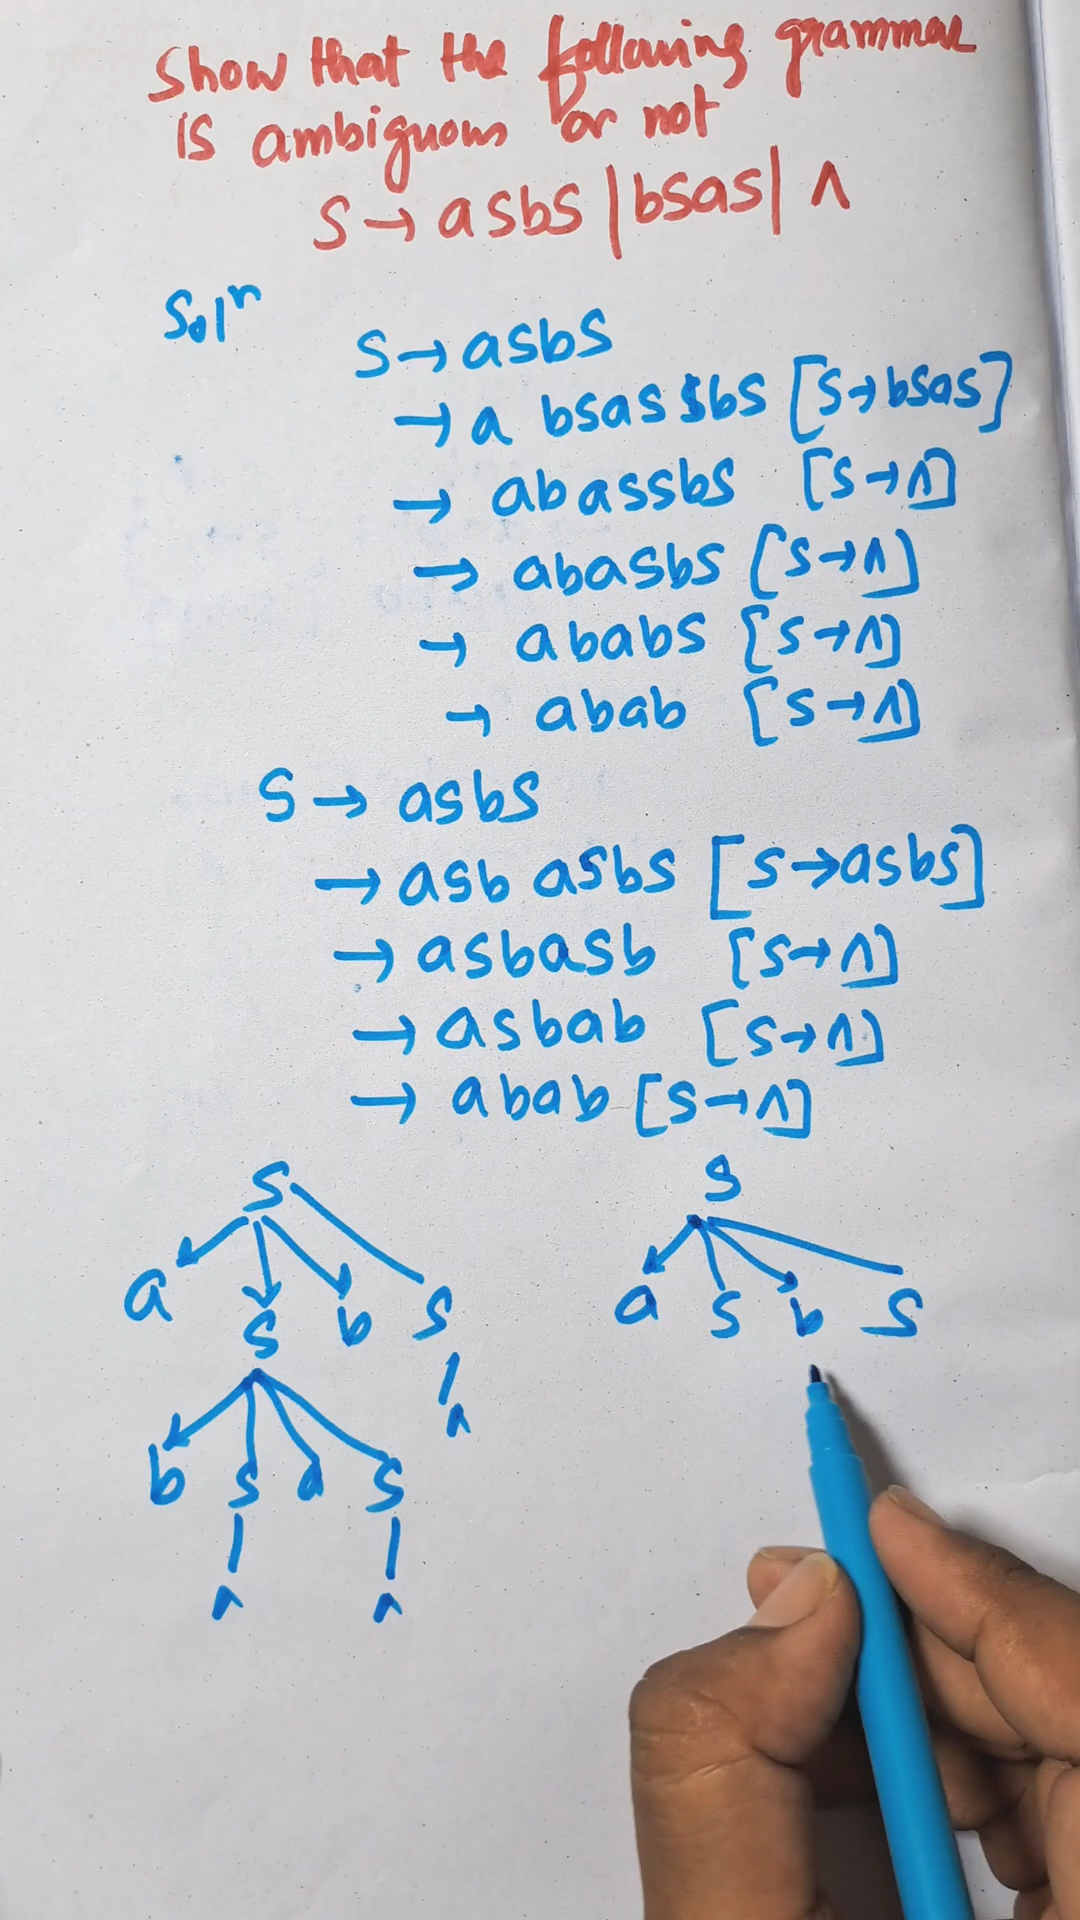 Show that the following grammar
is ambiguous or not
S → asbs | bsas | ∧
Solⁿ
S → asbs
→ a bsas sbs [S → bsas]
→ abassbs [S → ∧]
→ abasbs [S → ∧]
→ ababs [S → ∧]
→ abab [S → ∧]
S → asbs
→ asb asbs [S → asbs]
→ asbasb [S → ∧]
→ asbab [S → ∧]
→ abab [S → ∧]
S
a S b S
∧
b S a S
∧ ∧
S
a S b S